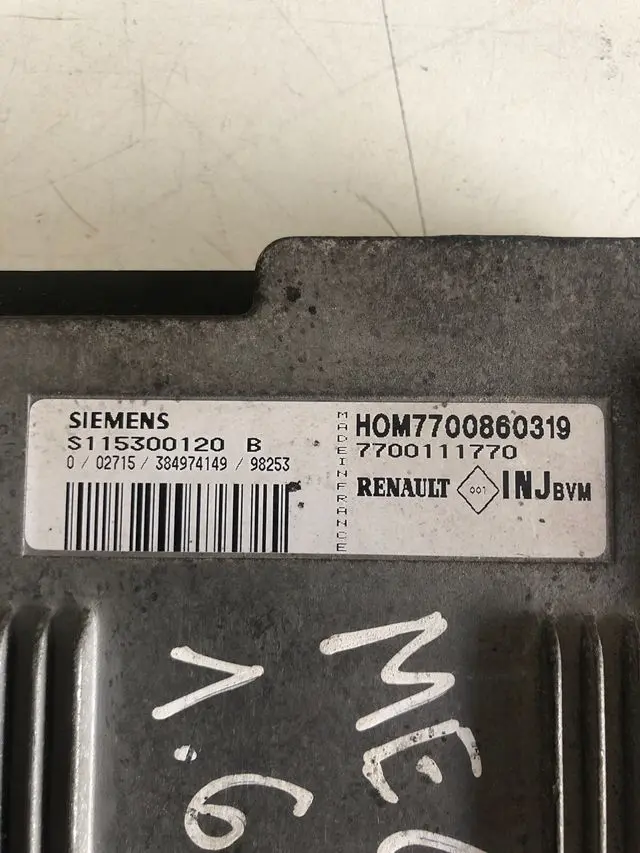 SIEMENS
S115300120 B
0 / 02715 / 384974149 / 98253
MADE IN FRANCE
HOM7700860319
7700111770
RENAULT 001 INJ BVM
1.6
ME